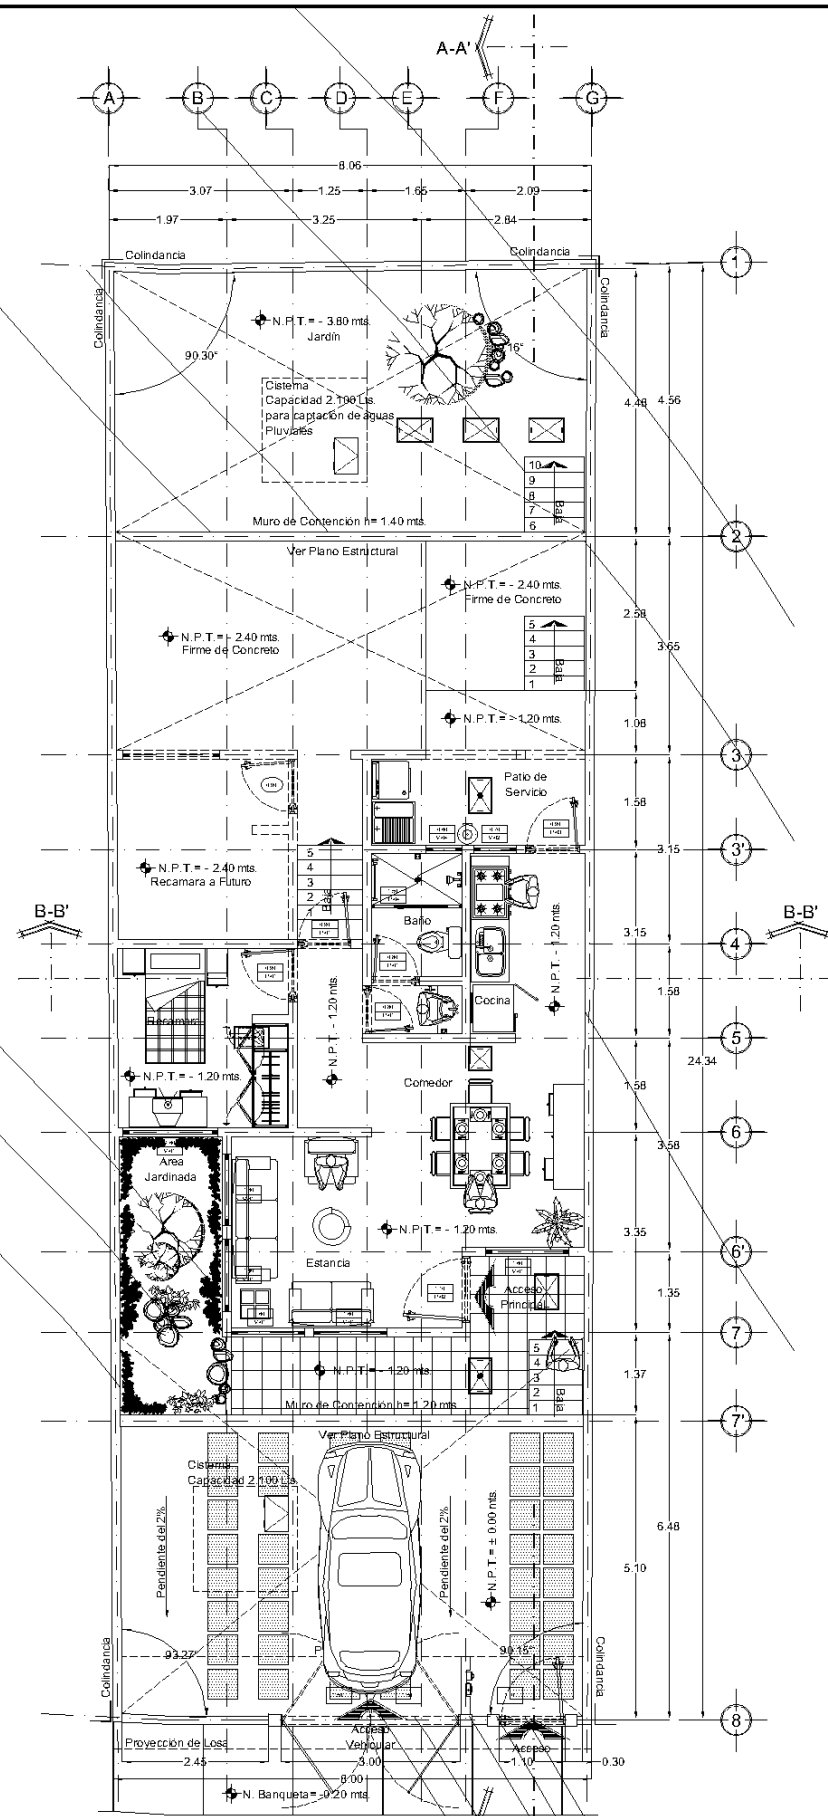 A-A'
A
B
C
D
E
F
G
8.06
3.07
1.25
1.65
2.09
1.97
3.25
2.84
Colindancia
Colindancia
1
Colindancia
Colindancia
N.P.T.= - 3.80 mts.
Jardín
90.30°
16°
Cisterna
Capacidad 2.100 Lts.
para captación de aguas
Pluviales
4.48
4.56
10
9
8
7
6
Baja
Muro de Contención h= 1.40 mts.
2
Ver Plano Estructural
N.P.T.= - 2.40 mts.
Firme de Concreto
2.58
N.P.T.= - 2.40 mts.
Firme de Concreto
5
4
3
2
1
Baja
3.65
N.P.T.= - 1.20 mts.
1.08
3
Patio de
Servicio
1.58
3'
3.15
N.P.T.= - 2.40 mts.
Recamara a Futuro
5
4
3
2
1
Baja
Baño
B-B'
B-B'
N.P.T.= - 1.20 mts.
3.15
4
Cocina
1.58
Recamara
N.P.T. - 1.20 mts.
5
24.34
N.P.T.= - 1.20 mts.
Comedor
1.58
6
3.58
Area
Jardinada
N.P.T.= - 1.20 mts.
3.35
6'
Estancia
Acceso
Principal
1.35
7
N.P.T.= - 1.20 mts.
5
4
3
2
1
Baja
1.37
Muro de Contención h= 1.20 mts.
7'
Ver Plano Estructural
Cisterna
Capacidad 2.100 Lts.
Pendiente del 2%
Pendiente del 2%
N.P.T.= ± 0.00 mts.
6.48
5.10
93.27°
P
90.15°
Colindancia
Colindancia
8
Proyección de Losa
Acceso
Vehicular
Acceso
2.45
3.00
1.10
0.30
8.00
N. Banqueta= -0.20 mts.